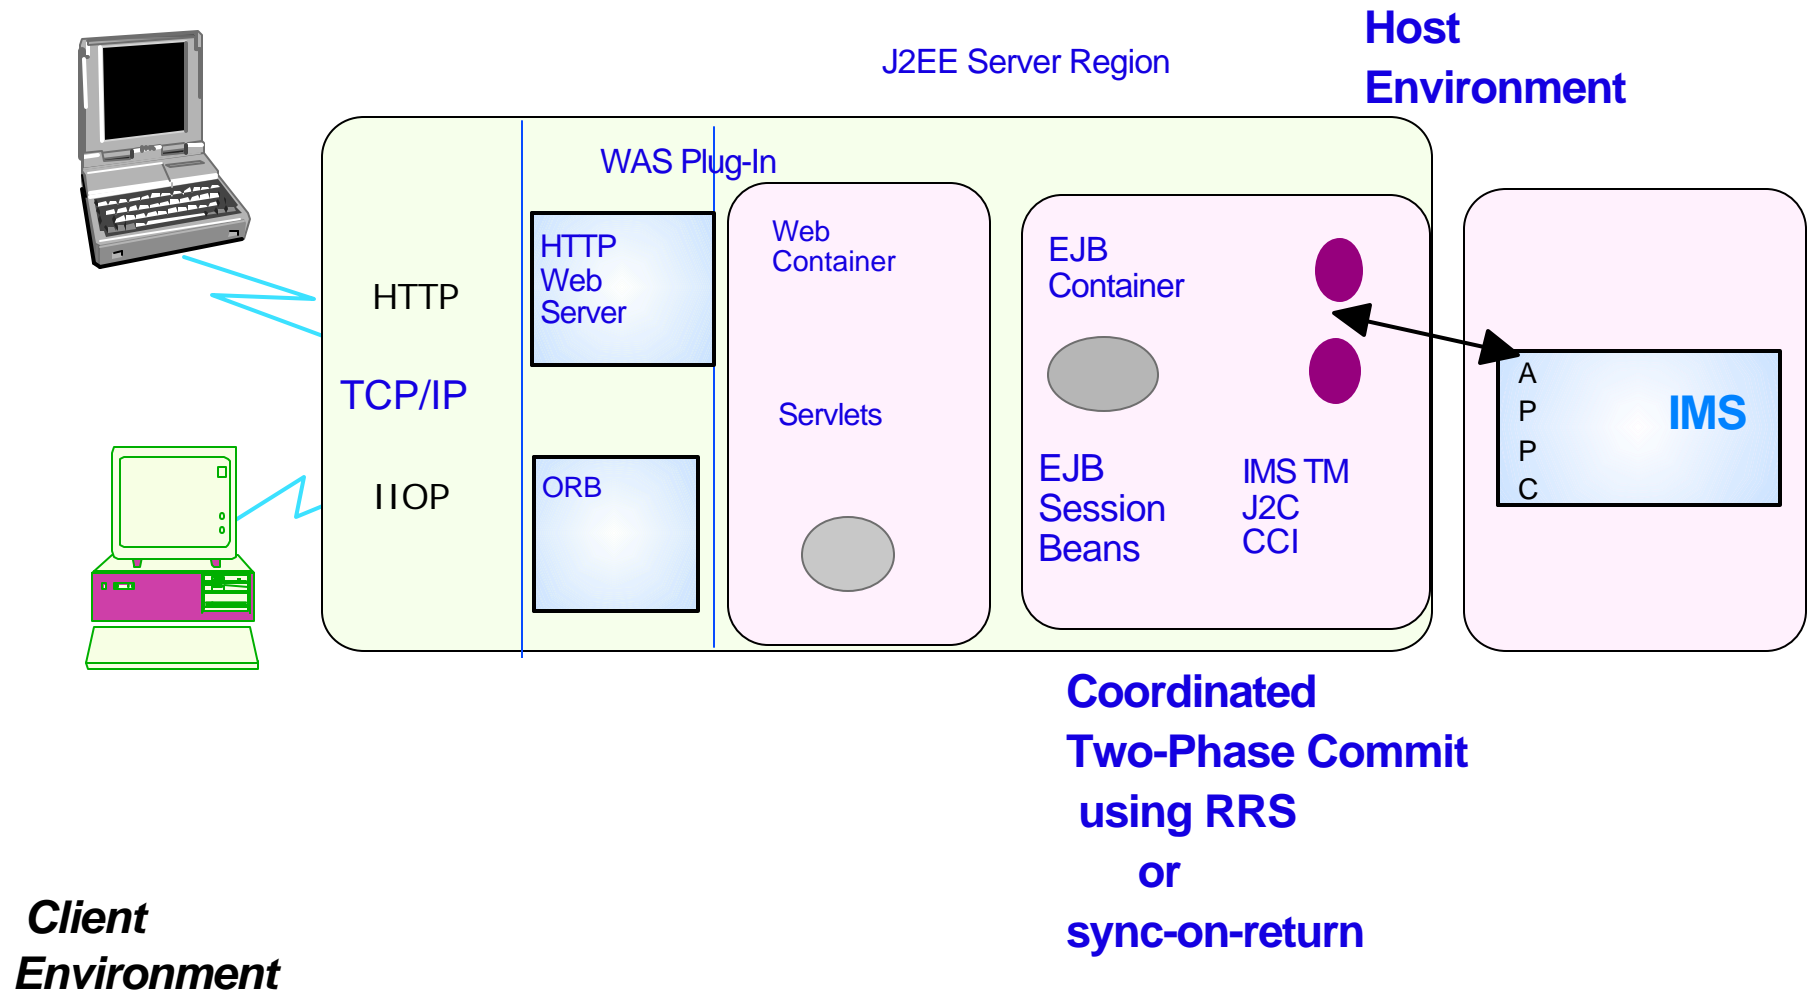 Host
Environment
J2EE Server Region
WAS Plug-In
HTTP
TCP/IP
IIOP
HTTP
Web
Server
ORB
Web
Container
Servlets
EJB
Container
EJB
Session
Beans
IMS TM
J2C
CCI
A
P
P
C
IMS
Coordinated
Two-Phase Commit
using RRS
or
sync-on-return
Client
Environment